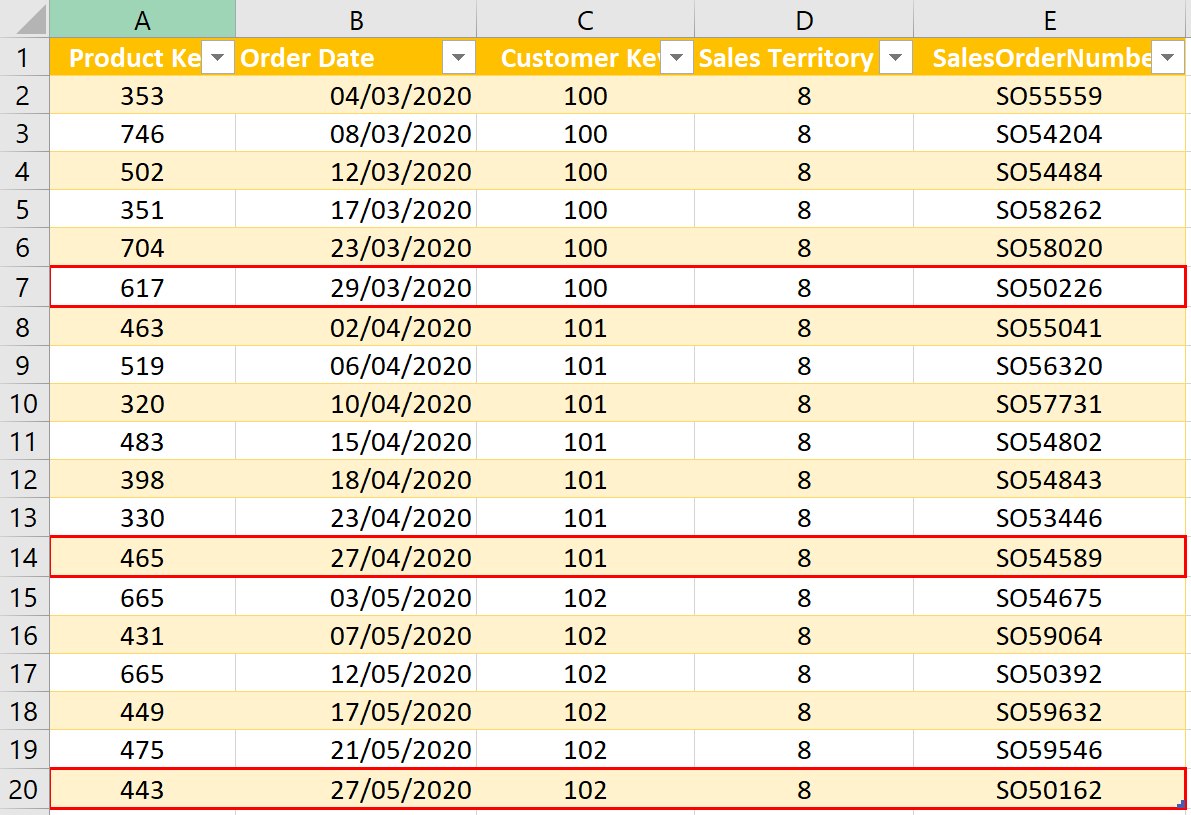 A B C D E
1 Product Ke Order Date Customer Key Sales Territory SalesOrderNumbe
2 353 04/03/2020 100 8 SO55559
3 746 08/03/2020 100 8 SO54204
4 502 12/03/2020 100 8 SO54484
5 351 17/03/2020 100 8 SO58262
6 704 23/03/2020 100 8 SO58020
7 617 29/03/2020 100 8 SO50226
8 463 02/04/2020 101 8 SO55041
9 519 06/04/2020 101 8 SO56320
10 320 10/04/2020 101 8 SO57731
11 483 15/04/2020 101 8 SO54802
12 398 18/04/2020 101 8 SO54843
13 330 23/04/2020 101 8 SO53446
14 465 27/04/2020 101 8 SO54589
15 665 03/05/2020 102 8 SO54675
16 431 07/05/2020 102 8 SO59064
17 665 12/05/2020 102 8 SO50392
18 449 17/05/2020 102 8 SO59632
19 475 21/05/2020 102 8 SO59546
20 443 27/05/2020 102 8 SO50162